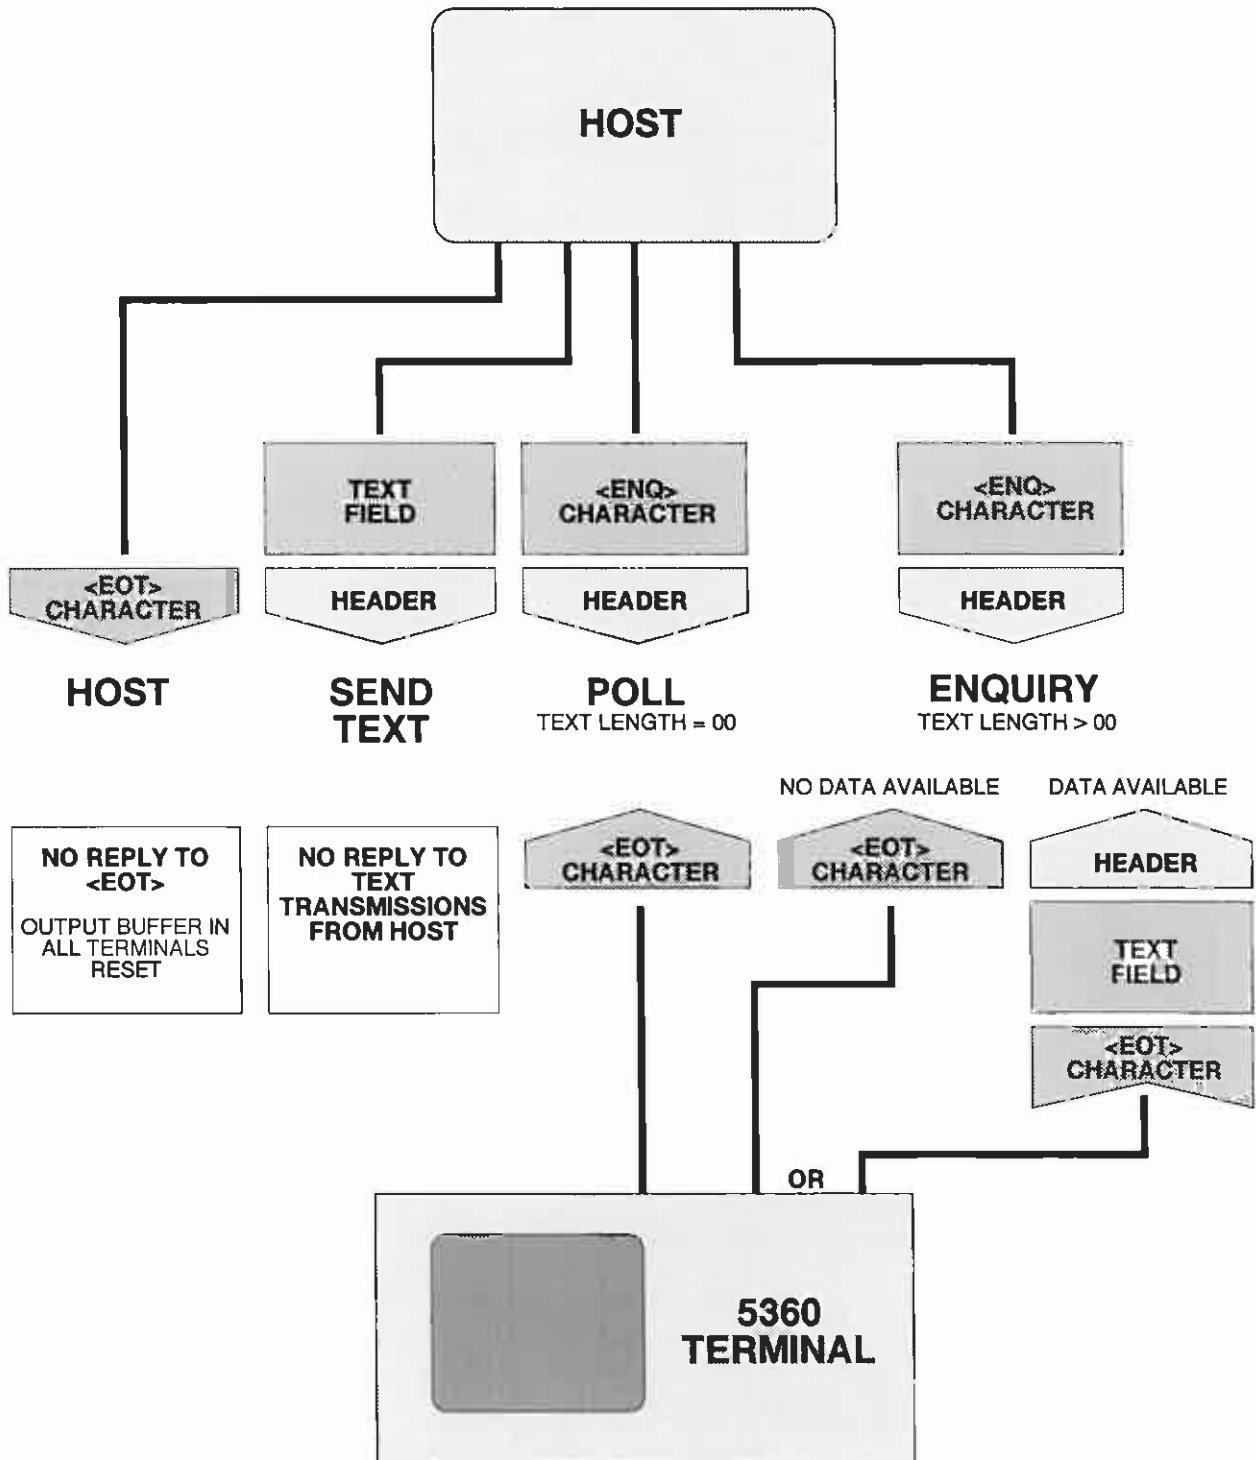 HOST
TEXT
FIELD
<ENQ>
CHARACTER
<ENQ>
CHARACTER
<EOT>
CHARACTER
HEADER
HEADER
HEADER
HOST
SEND
TEXT
POLL
TEXT LENGTH = 00
ENQUIRY
TEXT LENGTH > 00
NO DATA AVAILABLE
DATA AVAILABLE
NO REPLY TO
<EOT>
OUTPUT BUFFER IN
ALL TERMINALS
RESET
NO REPLY TO
TEXT
TRANSMISSIONS
FROM HOST
<EOT>
CHARACTER
<EOT>
CHARACTER
HEADER
TEXT
FIELD
<EOT>
CHARACTER
OR
5360
TERMINAL